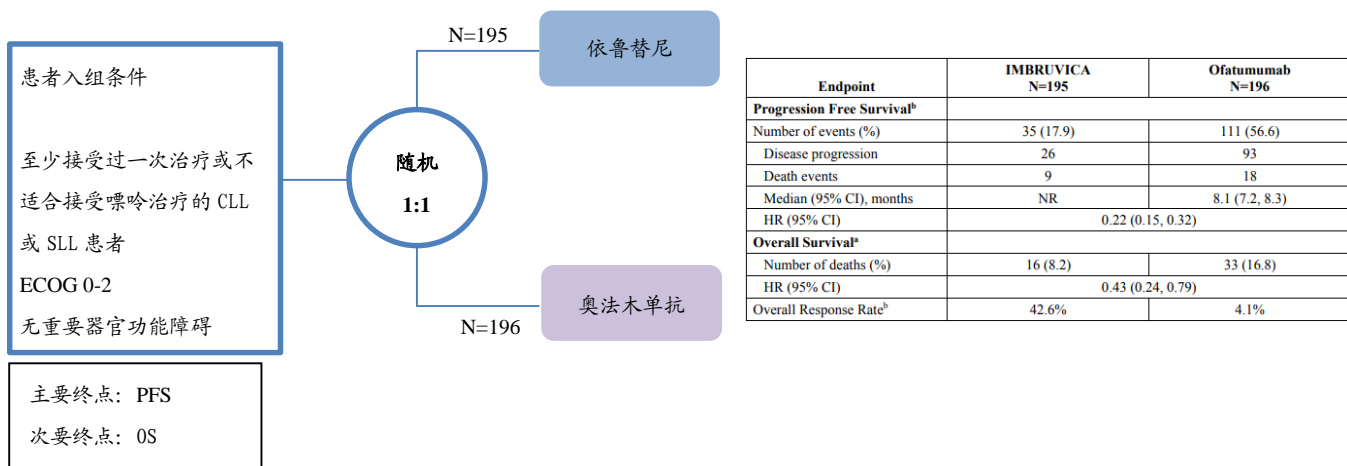 患者入组条件
至少接受过一次治疗或不
适合接受嘌呤治疗的 CLL
或 SLL 患者
ECOG 0-2
无重要器官功能障碍
主要终点：PFS
次要终点：0S
随机
1:1
N=195
依鲁替尼
N=196
奥法木单抗
Endpoint IMBRUVICA N=195 Ofatumumab N=196
Progression Free Survivalᵇ
Number of events (%) 35 (17.9) 111 (56.6)
Disease progression 26 93
Death events 9 18
Median (95% CI), months NR 8.1 (7.2, 8.3)
HR (95% CI) 0.22 (0.15, 0.32)
Overall Survivalᵃ
Number of deaths (%) 16 (8.2) 33 (16.8)
HR (95% CI) 0.43 (0.24, 0.79)
Overall Response Rateᵇ 42.6% 4.1%